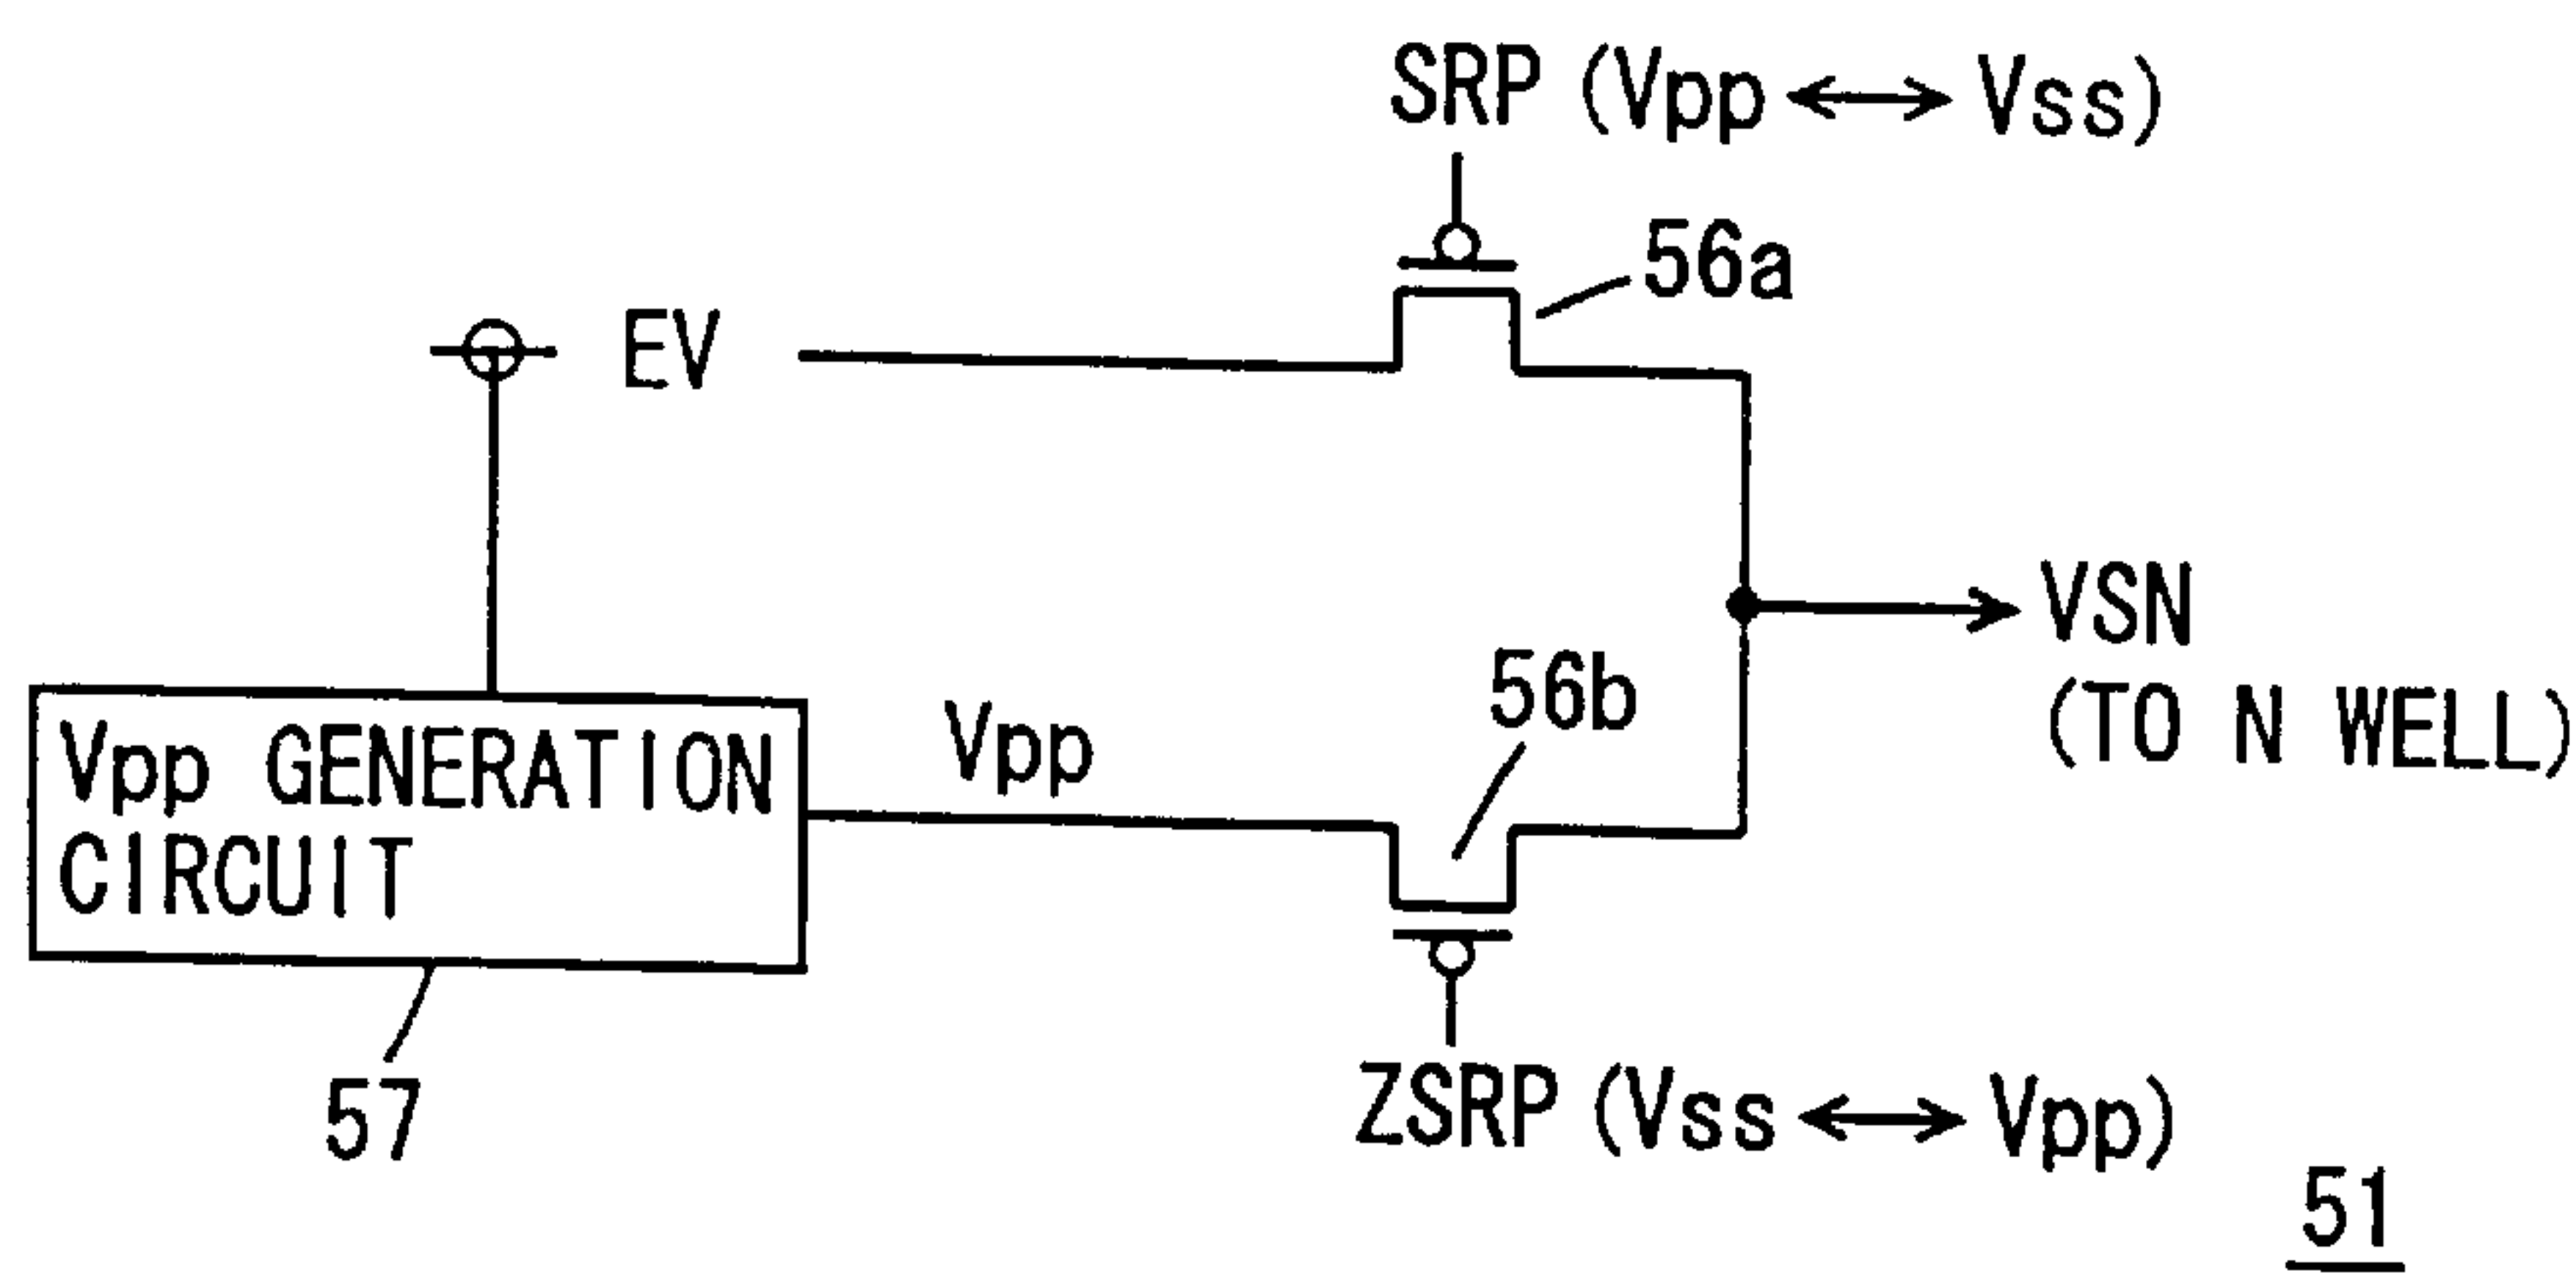 SRP (Vpp ↔ Vss)
56a
EV
VSN
(TO N WELL)
56b
Vpp
Vpp GENERATION
CIRCUIT
57
ZSRP (Vss ↔ Vpp)
51